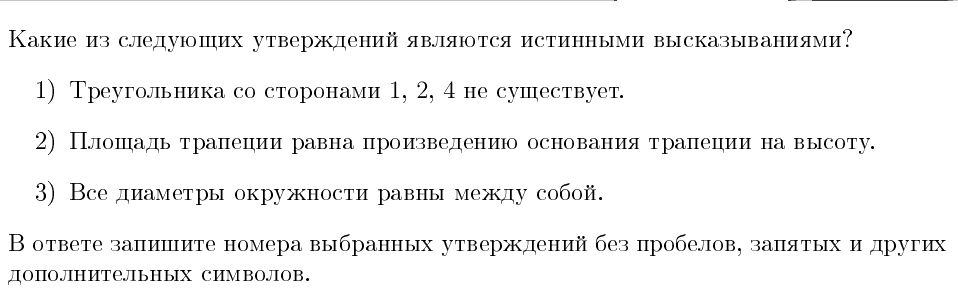 Какие из следующих утверждений являются истинными высказываниями?
1) Треугольника со сторонами 1, 2, 4 не существует.
2) Площадь трапеции равна произведению основания трапеции на высоту.
3) Все диаметры окружности равны между собой.
В ответе запишите номера выбранных утверждений без пробелов, запятых и других
дополнительных символов.